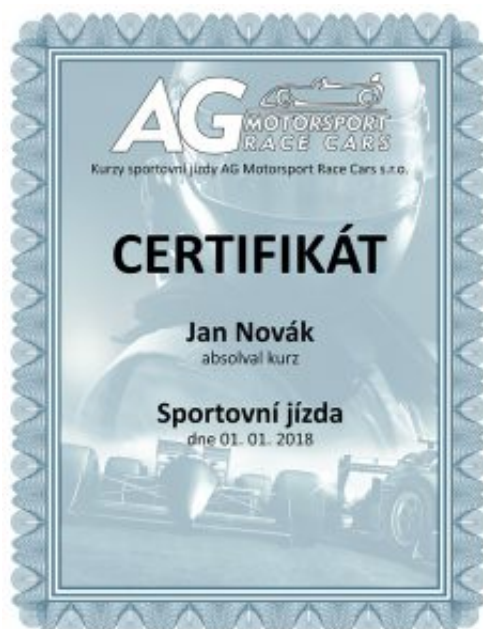 AG
MOTORSPORT
RACE CARS
Kurzy sportovní jízdy AG Motorsport Race Cars s.r.o.
CERTIFIKÁT
Jan Novák
absolval kurz
Sportovní jízda
dne 01. 01. 2018